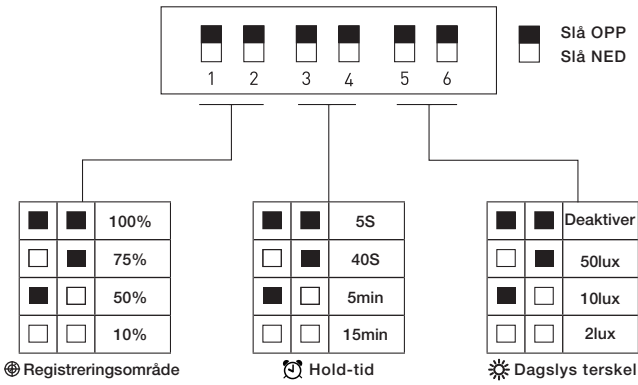 Slå OPP
Slå NED
1 2 3 4 5 6
100%
75%
50%
10%
Registreringsområde
5S
40S
5min
15min
Hold-tid
Deaktiver
50lux
10lux
2lux
Dagslys terskel